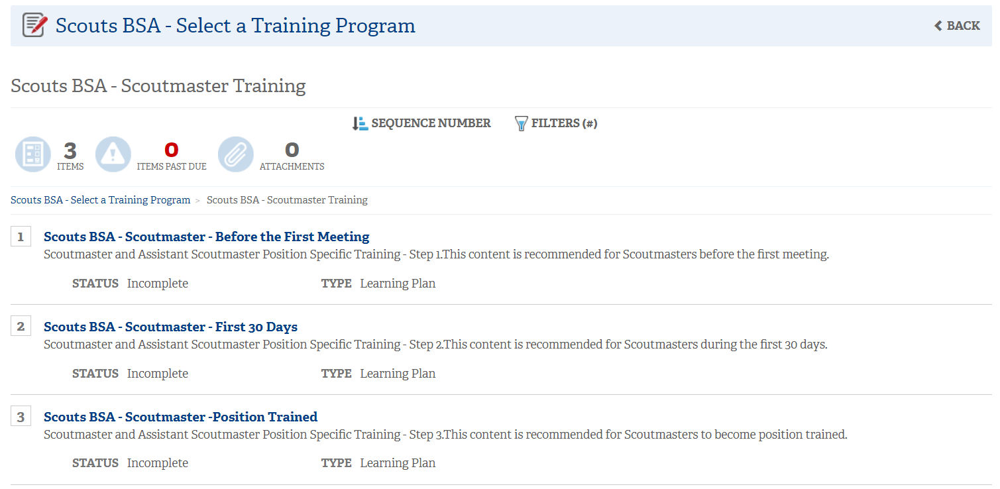 Scouts BSA - Select a Training Program
BACK
Scouts BSA - Scoutmaster Training
SEQUENCE NUMBER FILTERS (#)
3 ITEMS
0 ITEMS PAST DUE
0 ATTACHMENTS
Scouts BSA - Select a Training Program > Scouts BSA - Scoutmaster Training
1 Scouts BSA - Scoutmaster - Before the First Meeting
Scoutmaster and Assistant Scoutmaster Position Specific Training - Step 1.This content is recommended for Scoutmasters before the first meeting.
STATUS Incomplete TYPE Learning Plan
2 Scouts BSA - Scoutmaster - First 30 Days
Scoutmaster and Assistant Scoutmaster Position Specific Training - Step 2.This content is recommended for Scoutmasters during the first 30 days.
STATUS Incomplete TYPE Learning Plan
3 Scouts BSA - Scoutmaster -Position Trained
Scoutmaster and Assistant Scoutmaster Position Specific Training - Step 3.This content is recommended for Scoutmasters to become position trained.
STATUS Incomplete TYPE Learning Plan